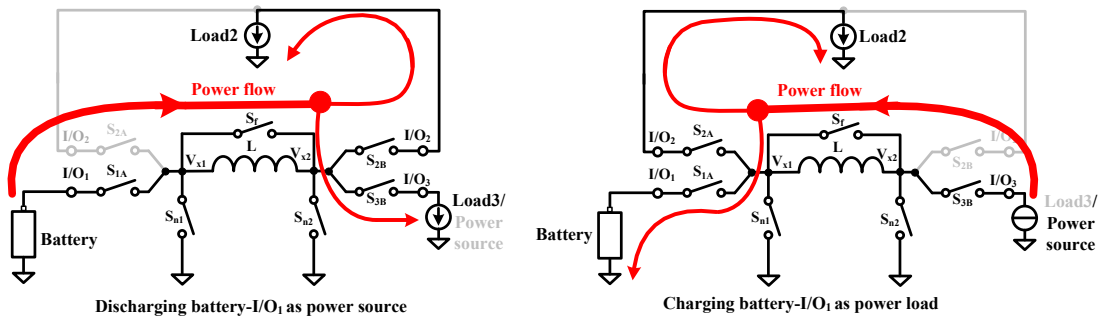 Load2
Power flow
S2A
I/O2
S1A
I/O1
Sf
L
Vx1
Vx2
I/O2
S2B
I/O3
S3B
Sn1
Sn2
Battery
Load3/
Power
source
Discharging battery-I/O1 as power source
Load2
Power flow
I/O2
S2A
I/O1
S1A
Sf
L
Vx1
Vx2
I/O2
S2B
I/O3
S3B
Sn1
Sn2
Battery
Load3/
Power
source
Charging battery-I/O1 as power load